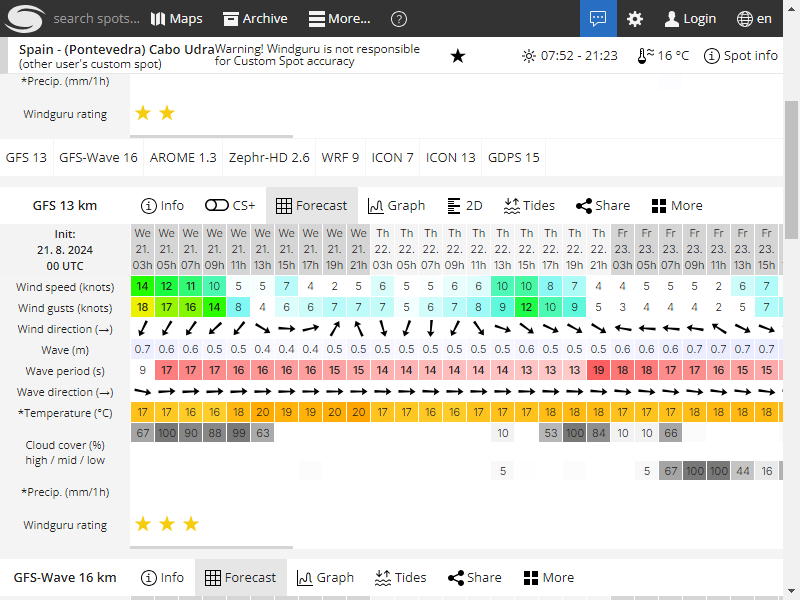 search spots... Maps Archive More... ? Login en
Spain - (Pontevedra) Cabo Udra
(other user's custom spot)
Warning! Windguru is not responsible
for Custom Spot accuracy
07:52 - 21:23 16 °C Spot info
*Precip. (mm/1h)
Windguru rating
GFS 13 GFS-Wave 16 AROME 1.3 Zephr-HD 2.6 WRF 9 ICON 7 ICON 13 GDPS 15
GFS 13 km Info CS+ Forecast Graph 2D Tides Share More
Init: We We We We We We We We We We Th Th Th Th Th Th Th Th Th Th Fr Fr Fr Fr Fr Fr Fr
21. 8. 2024 21. 21. 21. 21. 21. 21. 21. 21. 21. 21. 22. 22. 22. 22. 22. 22. 22. 22. 22. 22. 23. 23. 23. 23. 23. 23. 23.
00 UTC 03h 05h 07h 09h 11h 13h 15h 17h 19h 21h 03h 05h 07h 09h 11h 13h 15h 17h 19h 21h 03h 05h 07h 09h 11h 13h 15h
Wind speed (knots) 14 12 11 10 5 5 7 4 2 5 6 5 5 6 6 10 10 8 7 4 4 5 5 5 2 6 7
Wind gusts (knots) 18 17 16 14 8 4 6 6 7 7 7 5 6 7 8 9 12 10 9 5 3 4 4 4 2 5 7
Wind direction (→)
Wave (m) 0.7 0.6 0.6 0.5 0.5 0.4 0.4 0.4 0.5 0.5 0.5 0.5 0.5 0.5 0.5 0.5 0.6 0.5 0.5 0.5 0.6 0.6 0.6 0.7 0.7 0.7 0.7
Wave period (s) 9 17 17 17 16 16 16 16 15 15 14 14 14 14 14 14 13 13 13 19 18 18 17 17 16 15 15
Wave direction (→)
*Temperature (°C) 17 17 16 16 18 20 19 19 20 20 17 17 16 16 17 17 17 18 18 18 17 17 17 18 18 18 18
67 100 90 88 99 63 10 53 100 84 10 10 66
Cloud cover (%)
high / mid / low
5 5 67 100 100 44 16
*Precip. (mm/1h)
Windguru rating
GFS-Wave 16 km Info Forecast Graph Tides Share More